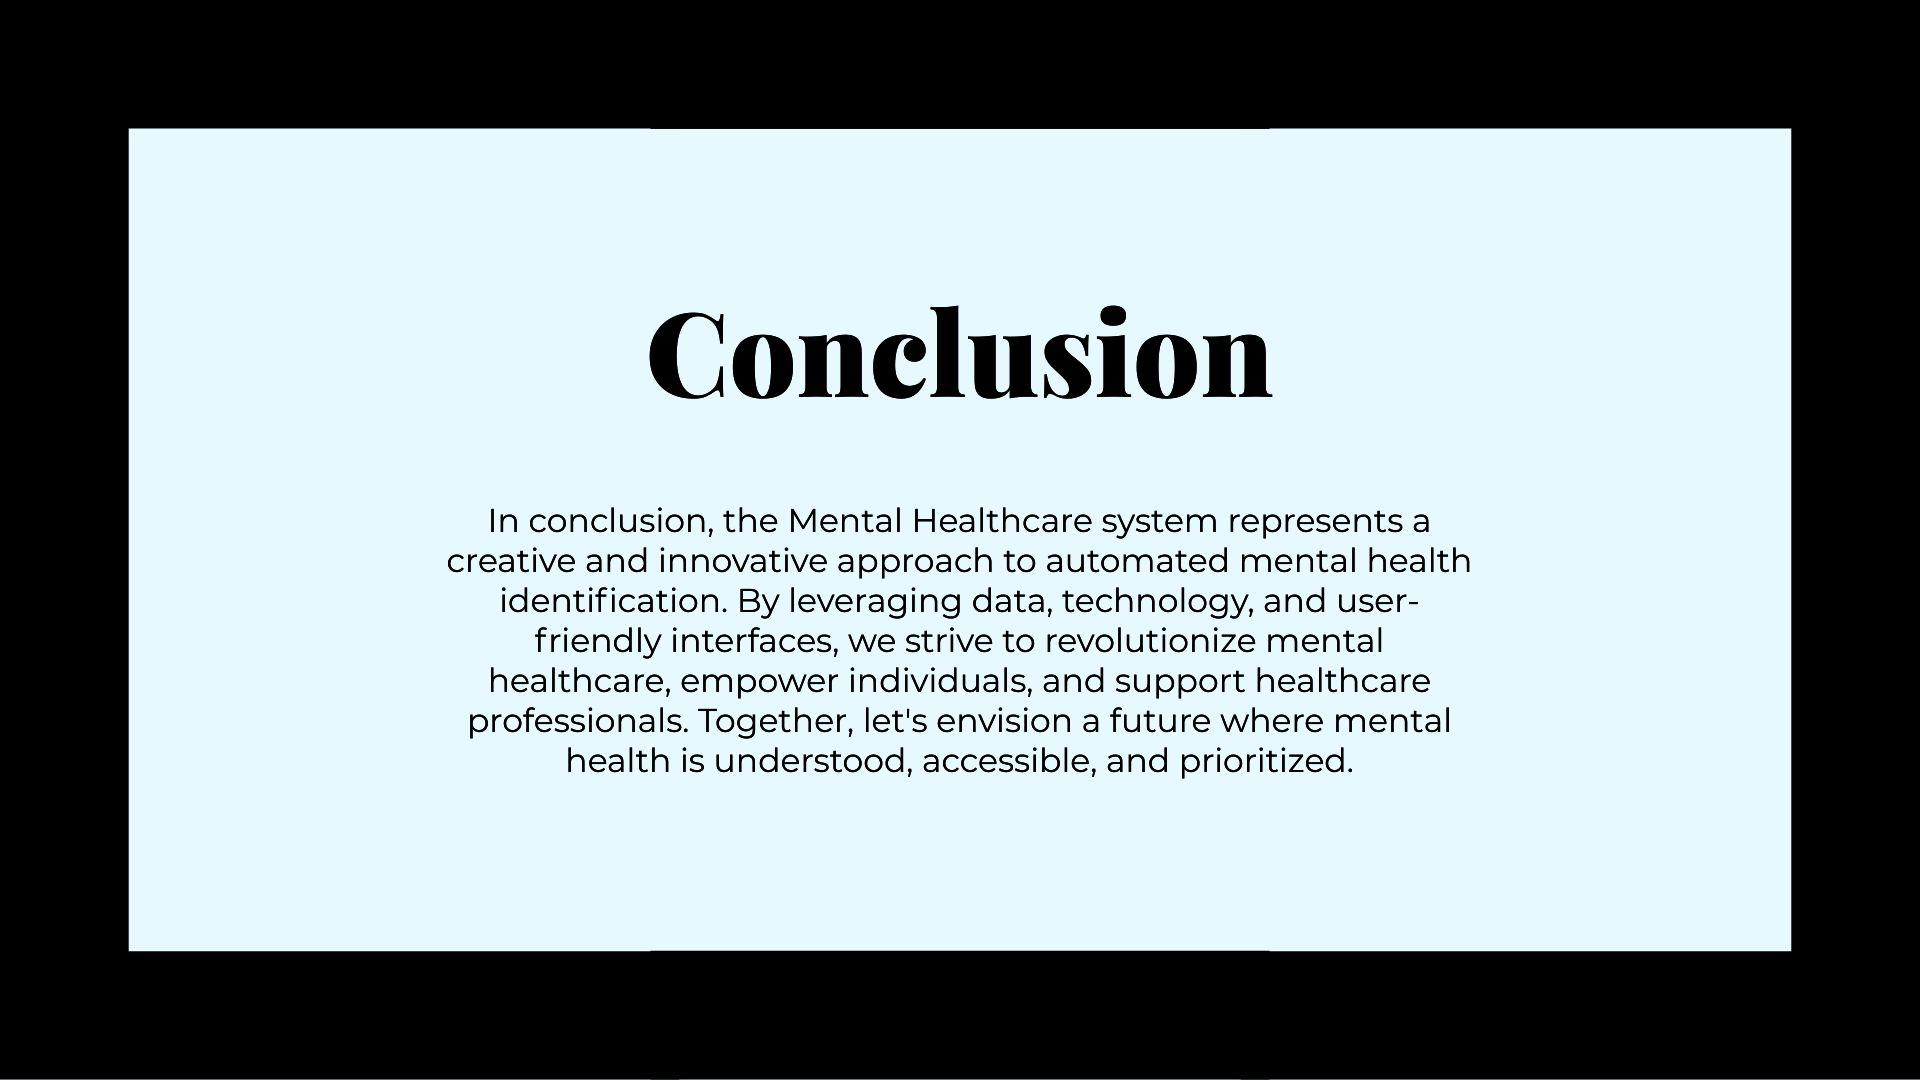 Conclusion
In conclusion, the Mental Healthcare system represents a
creative and innovative approach to automated mental health
identification. By leveraging data, technology, and user-
friendly interfaces, we strive to revolutionize mental
healthcare, empower individuals, and support healthcare
professionals. Together, let's envision a future where mental
health is understood, accessible, and prioritized.